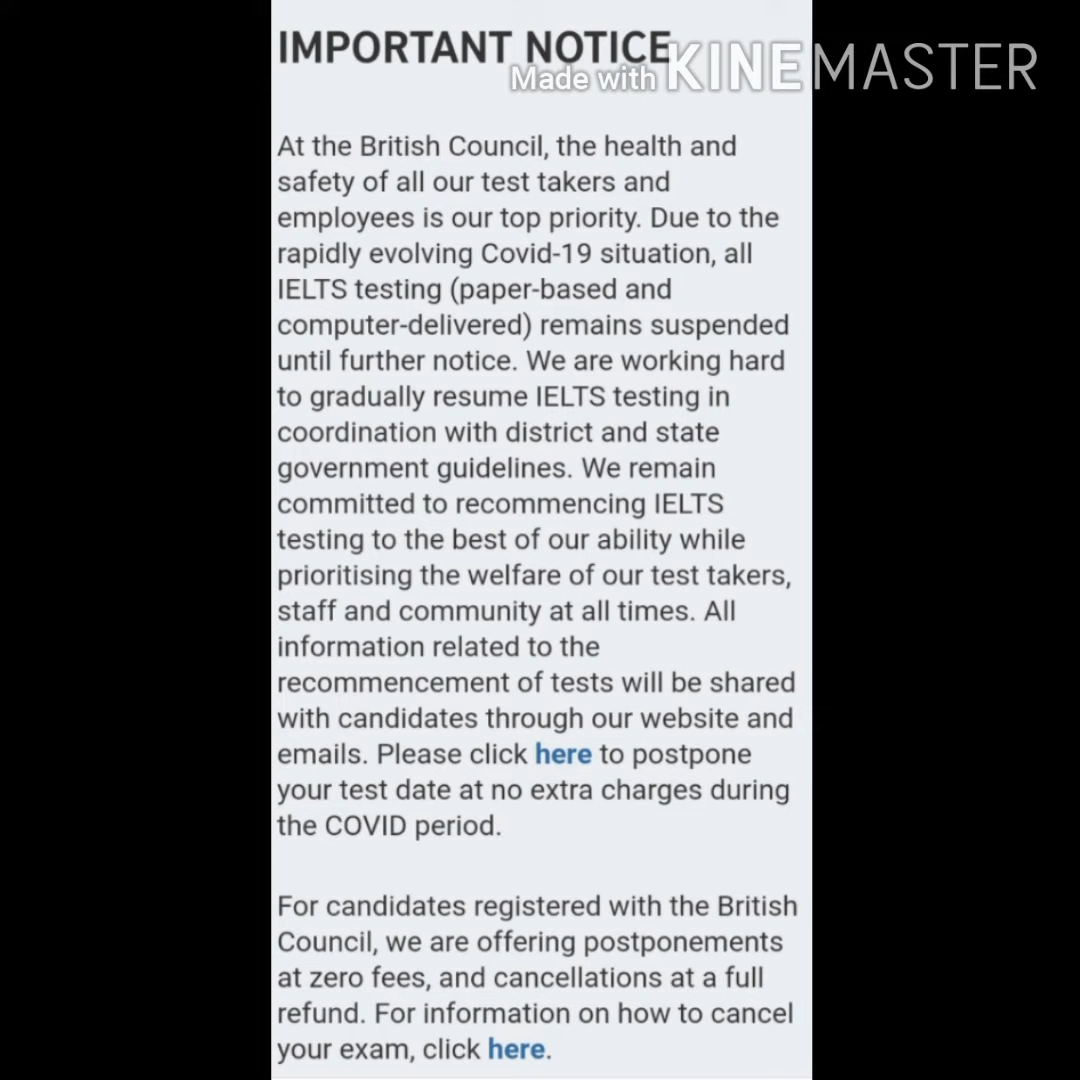 IMPORTANT NOTICE
Made with KINEMASTER
At the British Council, the health and
safety of all our test takers and
employees is our top priority. Due to the
rapidly evolving Covid-19 situation, all
IELTS testing (paper-based and
computer-delivered) remains suspended
until further notice. We are working hard
to gradually resume IELTS testing in
coordination with district and state
government guidelines. We remain
committed to recommencing IELTS
testing to the best of our ability while
prioritising the welfare of our test takers,
staff and community at all times. All
information related to the
recommencement of tests will be shared
with candidates through our website and
emails. Please click here to postpone
your test date at no extra charges during
the COVID period.
For candidates registered with the British
Council, we are offering postponements
at zero fees, and cancellations at a full
refund. For information on how to cancel
your exam, click here.